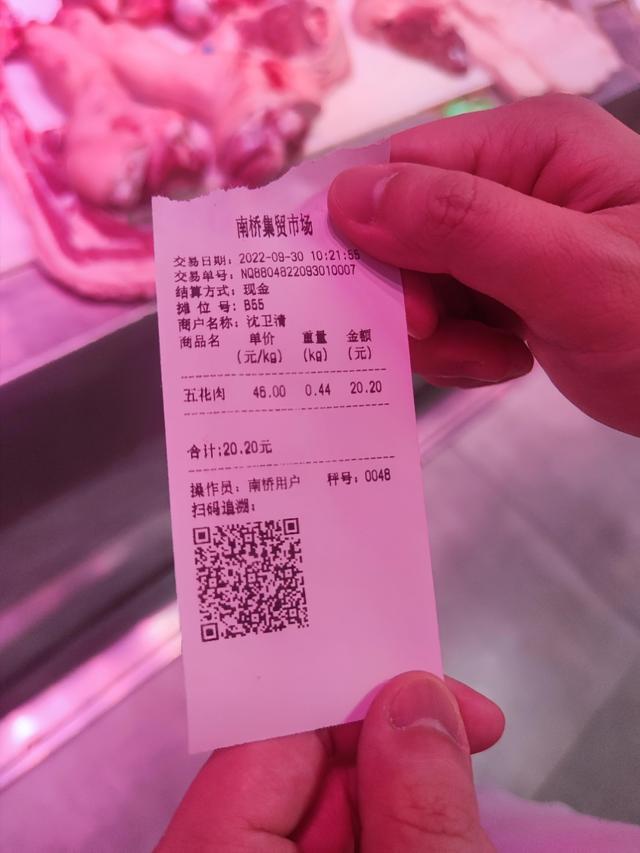 南桥集贸市场
交易日期: 2022-09-30 10:21:55
交易单号: NQB804822093010007
结算方式: 现金
摊 位 号: B55
商户名称: 沈卫清
商品名 单价 重量 金额
(元/kg) (kg) (元)
五花肉 46.00 0.44 20.20
合计:20.20元
操作员: 南桥用户 秤号: 0048
扫码追溯: